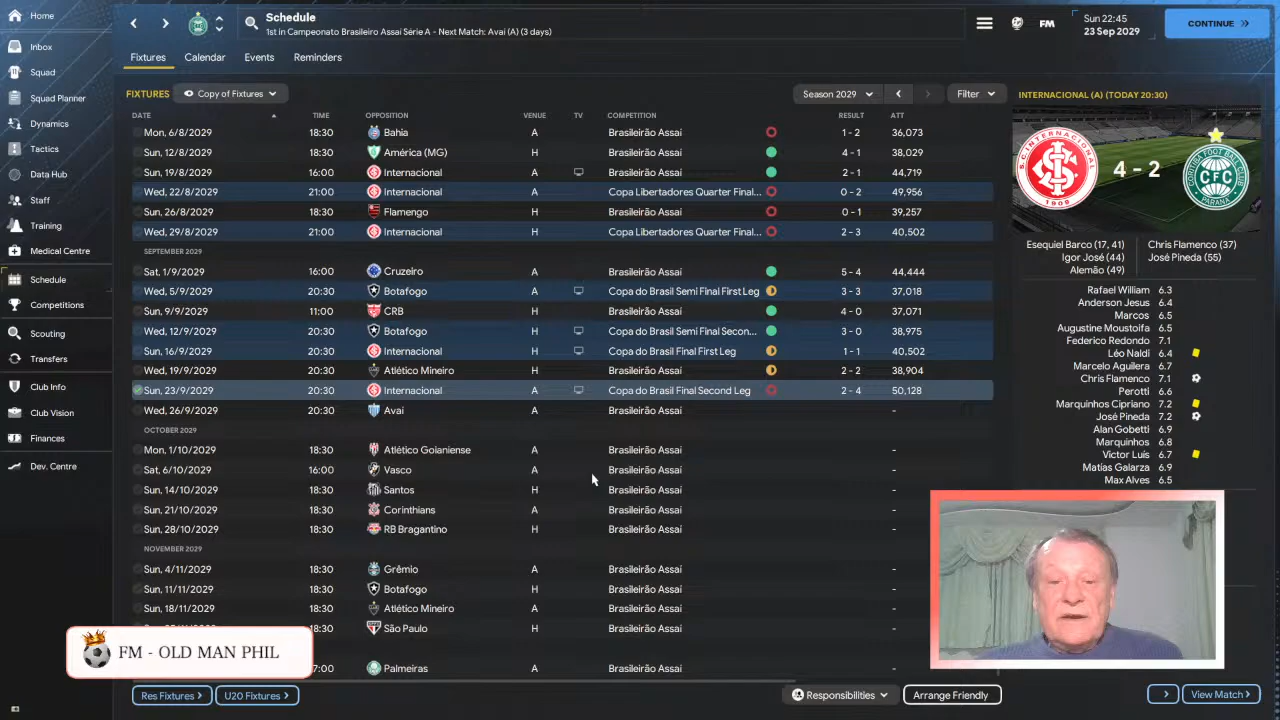 Home
Schedule
1st in Campeonato Brasileiro Assaí Série A - Next Match: Avaí (A) (3 days)
FM
Sun 22:45
23 Sep 2029
CONTINUE
Inbox
Squad
Squad Planner
Dynamics
Tactics
Data Hub
Staff
Training
Medical Centre
Schedule
Competitions
Scouting
Transfers
Club Info
Club Vision
Finances
Dev. Centre
Fixtures Calendar Events Reminders
FIXTURES Copy of Fixtures Season 2029 Filter
DATE TIME OPPOSITION VENUE TV COMPETITION RESULT ATT
Mon, 6/8/2029 18:30 Bahia A Brasileirão Assaí 1 - 2 36,073
Sun, 12/8/2029 18:30 América (MG) H Brasileirão Assaí 4 - 1 38,029
Sun, 19/8/2029 16:00 Internacional A Brasileirão Assaí 2 - 1 44,719
Wed, 22/8/2029 21:00 Internacional A Copa Libertadores Quarter Final... 0 - 2 49,956
Sun, 26/8/2029 18:30 Flamengo H Brasileirão Assaí 0 - 1 39,257
Wed, 29/8/2029 21:00 Internacional H Copa Libertadores Quarter Final... 2 - 3 40,502
SEPTEMBER 2029
Sat, 1/9/2029 16:00 Cruzeiro A Brasileirão Assaí 5 - 4 44,444
Wed, 5/9/2029 20:30 Botafogo A Copa do Brasil Semi Final First Leg 3 - 3 37,018
Sun, 9/9/2029 11:00 CRB H Brasileirão Assaí 4 - 0 37,071
Wed, 12/9/2029 20:30 Botafogo H Copa do Brasil Semi Final Secon... 3 - 0 38,975
Sun, 16/9/2029 20:30 Internacional H Copa do Brasil Final First Leg 1 - 1 40,502
Wed, 19/9/2029 20:30 Atlético Mineiro H Brasileirão Assaí 2 - 2 38,904
Sun, 23/9/2029 20:30 Internacional A Copa do Brasil Final Second Leg 2 - 4 50,128
Wed, 26/9/2029 20:30 Avaí A Brasileirão Assaí -
OCTOBER 2029
Mon, 1/10/2029 18:30 Atlético Goianiense A Brasileirão Assaí -
Sat, 6/10/2029 16:00 Vasco A Brasileirão Assaí -
Sun, 14/10/2029 18:30 Santos H Brasileirão Assaí -
Sun, 21/10/2029 18:30 Corinthians A Brasileirão Assaí -
Sun, 28/10/2029 18:30 RB Bragantino H Brasileirão Assaí -
NOVEMBER 2029
Sun, 4/11/2029 18:30 Grêmio A Brasileirão Assaí
Sun, 11/11/2029 18:30 Botafogo H Brasileirão Assaí
Sun, 18/11/2029 18:30 Atlético Mineiro A Brasileirão Assaí
18:30 São Paulo H Brasileirão Assaí
7:00 Palmeiras A Brasileirão Assaí
FM - OLD MAN PHIL
Res Fixtures U20 Fixtures Responsibilities Arrange Friendly View Match
INTERNACIONAL (A) (TODAY 20:30)
4 - 2
S.C. INTERNACIONAL
1909
CORITIBA FOOT BALL CLUB
CFC
PARANÁ
Esequiel Barco (17, 41) Chris Flamenco (37)
Igor José (44) José Pineda (55)
Alemão (49)
Rafael William 6.3
Anderson Jesus 6.4
Marcos 6.5
Augustine Moustoifa 6.5
Federico Redondo 7.1
Léo Naldi 6.4
Marcelo Aguilera 6.7
Chris Flamenco 7.1
Perotti 6.6
Marquinhos Cipriano 7.2
José Pineda 7.2
Alan Gobetti 6.9
Marquinhos 6.8
Victor Luís 6.7
Matías Galarza 6.9
Max Alves 6.5